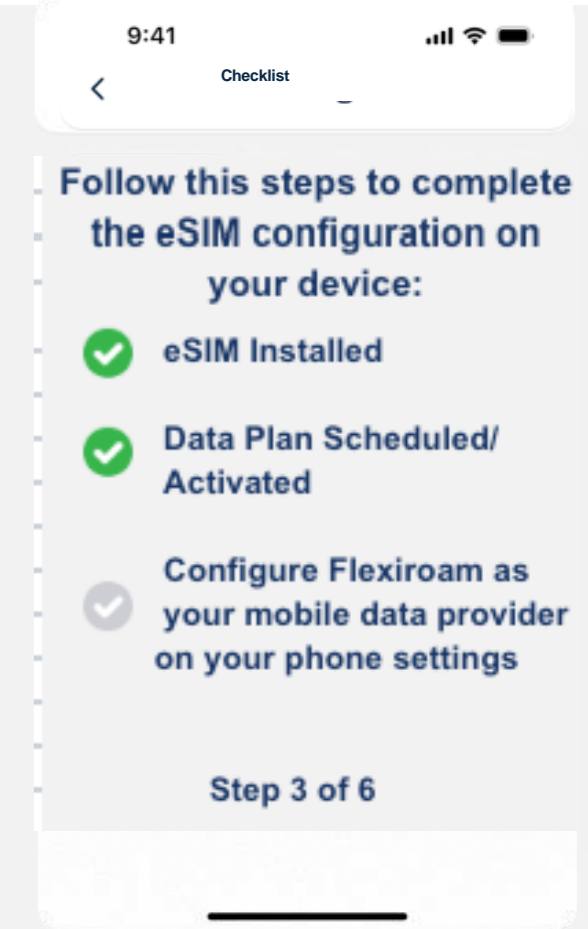 9:41
Checklist
Follow this steps to complete
the eSIM configuration on
your device:
eSIM Installed
Data Plan Scheduled/
Activated
Configure Flexiroam as
your mobile data provider
on your phone settings
Step 3 of 6